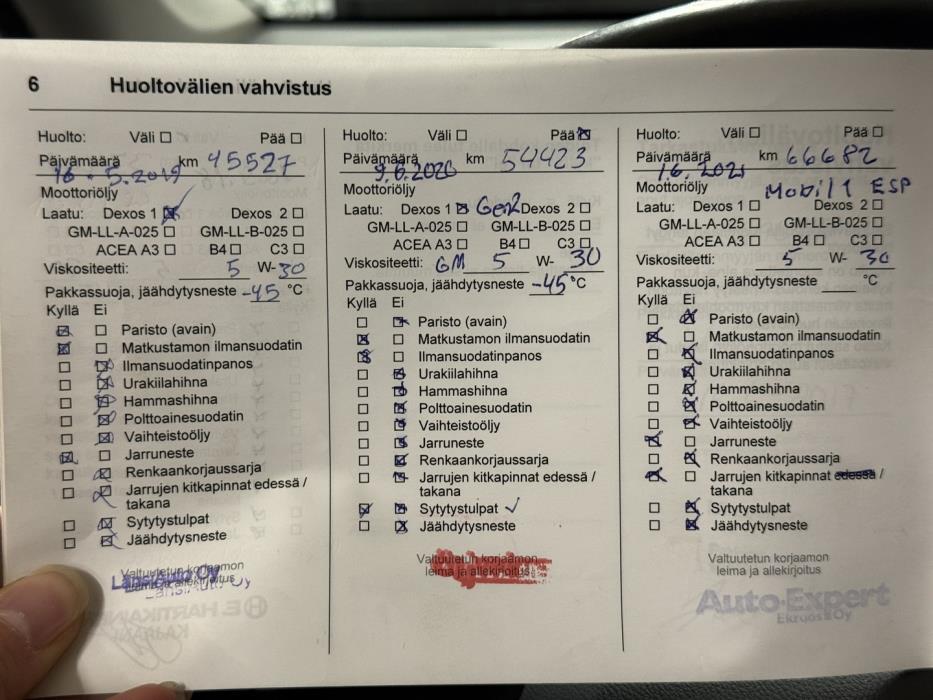 6 Huoltovälien vahvistus
Huolto: Väli ☐ Pää ☐
Päivämäärä km 45527
16.5.2019
Moottoriöljy
Laatu: Dexos 1 ☒ Dexos 2 ☐
GM-LL-A-025 ☐ GM-LL-B-025 ☐
ACEA A3 ☐ B4 ☐ C3 ☐
Viskositeetti: 5 W-30
Pakkassuoja, jäähdytysneste -45 °C
Kyllä Ei
☒ ☐ Paristo (avain)
☒ ☐ Matkustamon ilmansuodatin
☐ ☒ Ilmansuodatinpanos
☐ ☒ Urakiilahihna
☐ ☒ Hammashihna
☐ ☒ Polttoainesuodatin
☐ ☒ Vaihteistoöljy
☒ ☐ Jarruneste
☐ ☒ Renkaankorjaussarja
☐ ☒ Jarrujen kitkapinnat edessä /
takana
☐ ☒ Sytytystulpat
☐ ☒ Jäähdytysneste
Valtuutetun korjaamon
leima ja allekirjoitus
LänsiAuto Oy
Huolto: Väli ☐ Pää ☒
Päivämäärä km 54423
9.6.2020
Moottoriöljy
Laatu: Dexos 1 ☒ Gen2 Dexos 2 ☐
GM-LL-A-025 ☐ GM-LL-B-025 ☐
ACEA A3 ☐ B4 ☐ C3 ☐
Viskositeetti: GM 5 W- 30
Pakkassuoja, jäähdytysneste -45 °C
Kyllä Ei
☐ ☒ Paristo (avain)
☒ ☐ Matkustamon ilmansuodatin
☒ ☐ Ilmansuodatinpanos
☐ ☒ Urakiilahihna
☐ ☒ Hammashihna
☐ ☒ Polttoainesuodatin
☐ ☒ Vaihteistoöljy
☐ ☒ Jarruneste
☐ ☒ Renkaankorjaussarja
☐ ☒ Jarrujen kitkapinnat edessä /
takana
☒ ☒ Sytytystulpat ✓
☐ ☒ Jäähdytysneste
Valtuutetun korjaamon
leima ja allekirjoitus
Huolto: Väli ☐ Pää ☐
Päivämäärä km 66682
1.6.2021
Moottoriöljy Mobil 1 ESP
Laatu: Dexos 1 ☐ Dexos 2 ☐
GM-LL-A-025 ☐ GM-LL-B-025 ☐
ACEA A3 ☐ B4 ☐ C3 ☐
Viskositeetti: 5 W- 30
Pakkassuoja, jäähdytysneste ____ °C
Kyllä Ei
☐ ☒ Paristo (avain)
☒ ☐ Matkustamon ilmansuodatin
☐ ☒ Ilmansuodatinpanos
☐ ☒ Urakiilahihna
☐ ☒ Hammashihna
☐ ☒ Polttoainesuodatin
☐ ☒ Vaihteistoöljy
☒ ☐ Jarruneste
☐ ☒ Renkaankorjaussarja
☒ ☐ Jarrujen kitkapinnat edessä /
takana
☐ ☒ Sytytystulpat
☐ ☒ Jäähdytysneste
Valtuutetun korjaamon
leima ja allekirjoitus
Auto-Expert
Ekruos Oy